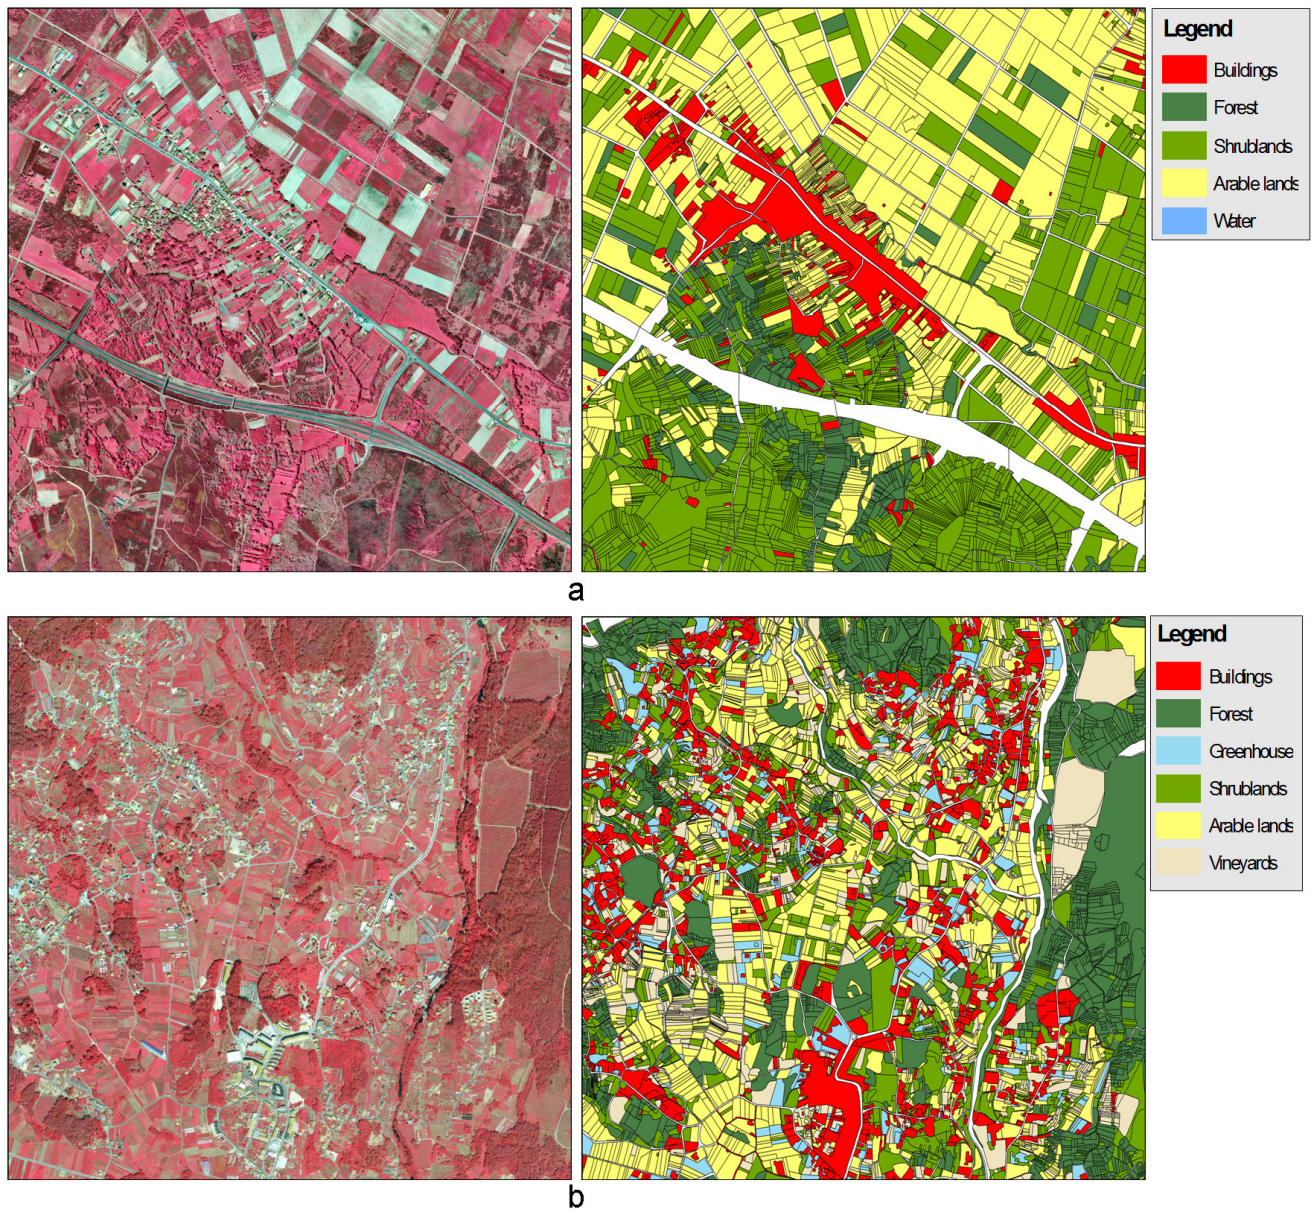 Legend
Buildings
Forest
Shrublands
Arable lands
Water
a
Legend
Buildings
Forest
Greenhouse
Shrublands
Arable lands
Vineyards
b